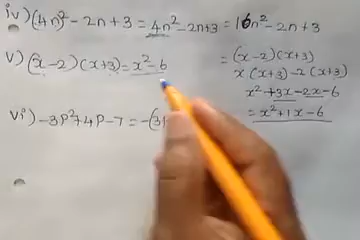 iv) (4n)² - 2n + 3 = 4n² - 2n + 3 = 16n² - 2n + 3
v) (x - 2) (x + 3) = x² - 6
= (x - 2) (x + 3)
x (x + 3) - 2 (x + 3)
x² + 3x - 2x - 6
= x² + 1x - 6
vi) - 3P² + 4P - 7 = - (3